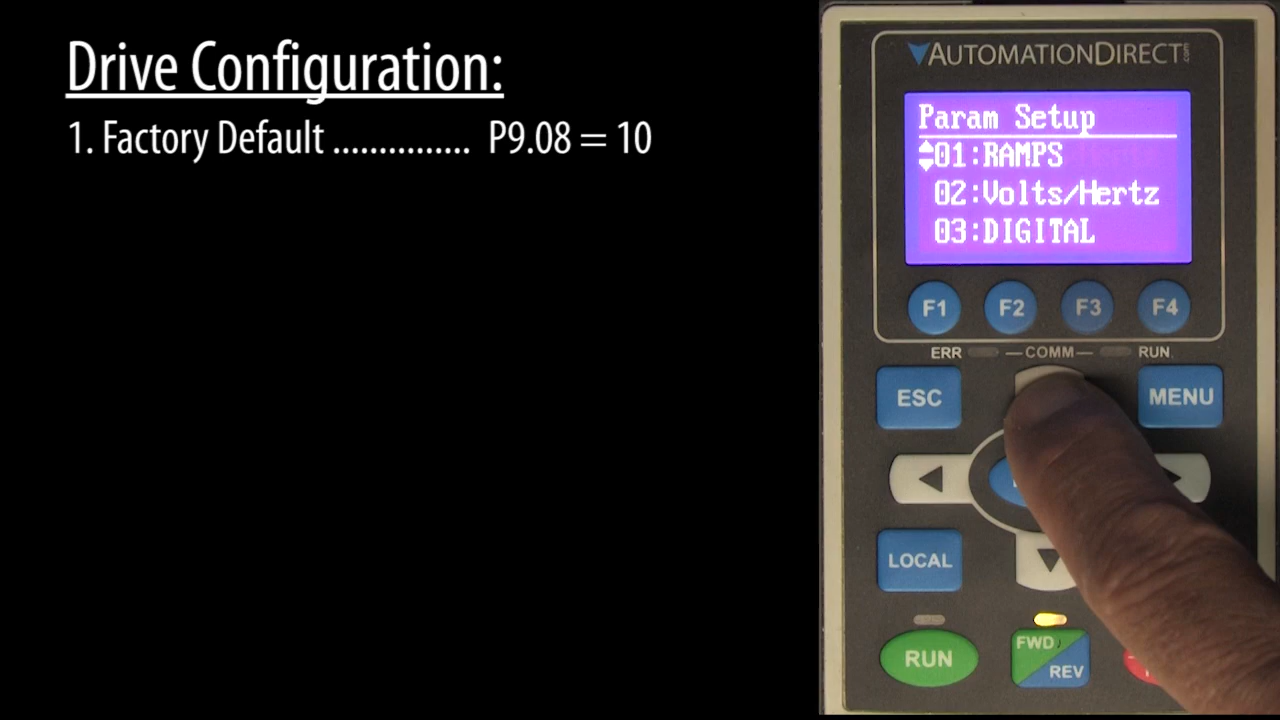 Drive Configuration:
1. Factory Default ............... P9.08 = 10
AUTOMATIONDIRECT.com
Param Setup
01:RAMPS
02:Volts/Hertz
03:DIGITAL
F1 F2 F3 F4
ERR COMM RUN
ESC MENU
LOCAL
RUN FWD REV